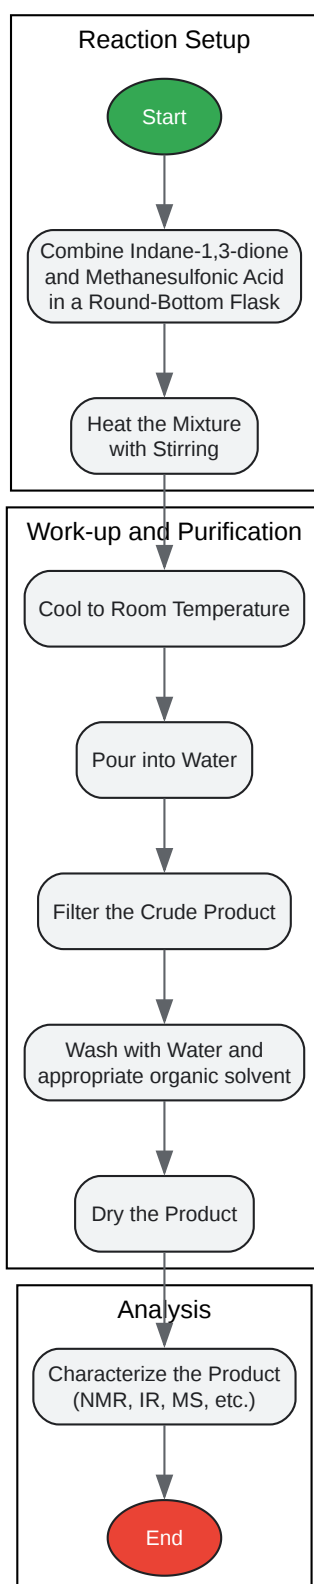 Reaction Setup
Start
Combine Indane-1,3-dione
and Methanesulfonic Acid
in a Round-Bottom Flask
Heat the Mixture
with Stirring
Work-up and Purification
Cool to Room Temperature
Pour into Water
Filter the Crude Product
Wash with Water and
appropriate organic solvent
Dry the Product
Analysis
Characterize the Product
(NMR, IR, MS, etc.)
End